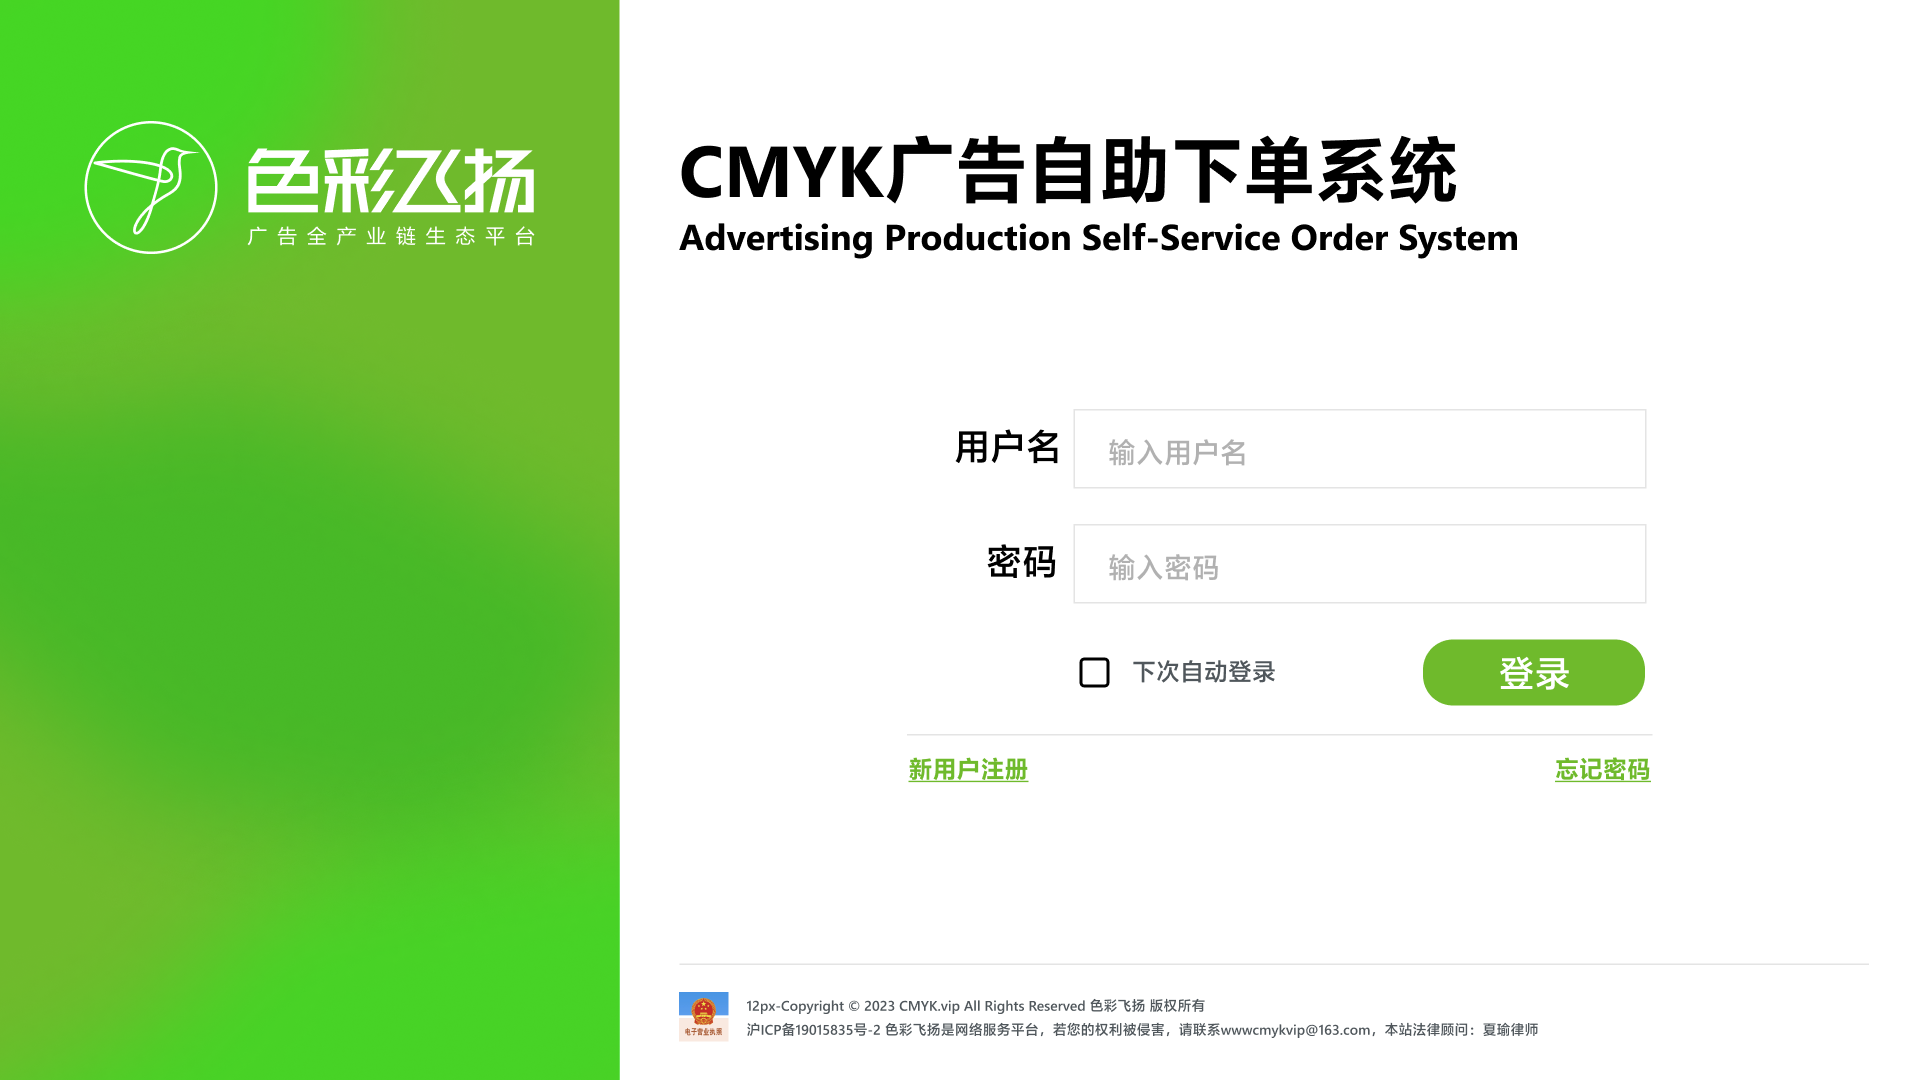 色彩飞扬
广告全产业链生态平台
CMYK广告自助下单系统
Advertising Production Self-Service Order System
用户名
输入用户名
密码
输入密码
下次自动登录
登录
新用户注册
忘记密码
电子营业执照
12px-Copyright © 2023 CMYK.vip All Rights Reserved 色彩飞扬 版权所有
沪ICP备19015835号-2 色彩飞扬是网络服务平台，若您的权利被侵害，请联系wwwcmykvip@163.com，本站法律顾问：夏瑜律师